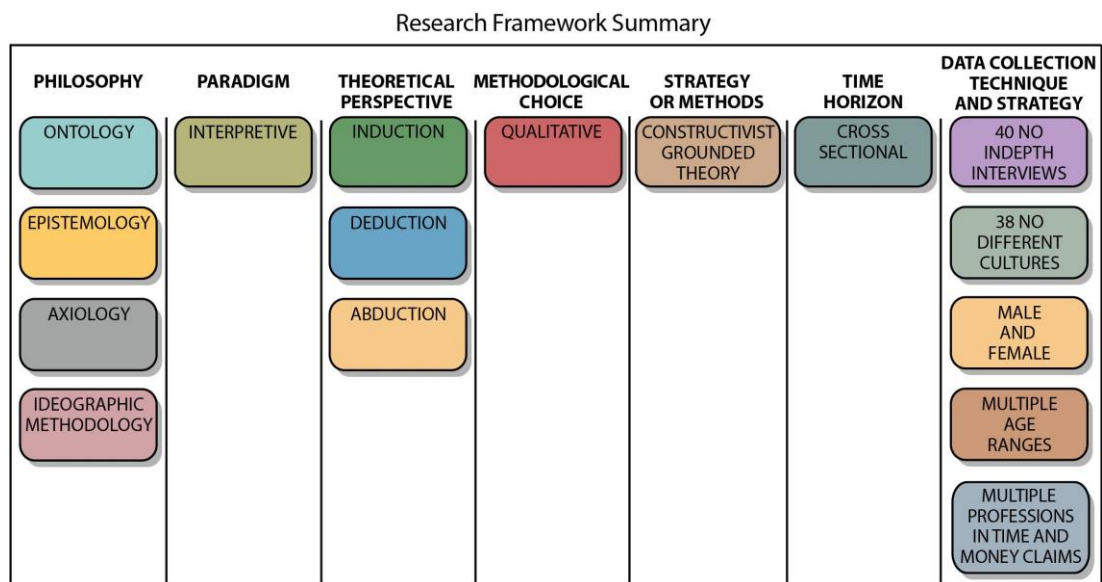 Research Framework Summary
PHILOSOPHY
ONTOLOGY
EPISTEMOLOGY
AXIOLOGY
IDEOGRAPHIC
METHODOLOGY
PARADIGM
INTERPRETIVE
THEORETICAL
PERSPECTIVE
INDUCTION
DEDUCTION
ABDUCTION
METHODOLOGICAL
CHOICE
QUALITATIVE
STRATEGY
OR METHODS
CONSTRUCTIVIST
GROUNDED
THEORY
TIME
HORIZON
CROSS
SECTIONAL
DATA COLLECTION
TECHNIQUE
AND STRATEGY
40 NO
INDEPTH
INTERVIEWS
38 NO
DIFFERENT
CULTURES
MALE
AND
FEMALE
MULTIPLE
AGE
RANGES
MULTIPLE
PROFESSIONS
IN TIME AND
MONEY CLAIMS